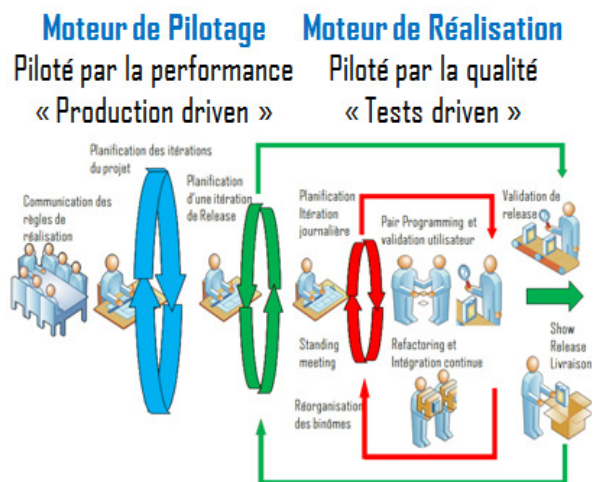 Moteur de Pilotage
Piloté par la performance
« Production driven »
Moteur de Réalisation
Piloté par la qualité
« Tests driven »
Planification des itérations
du projet
Communication des
règles de
réalisation
Planification
d'une itération
de Release
Planification
Itération
journalière
Pair Programming et
validation utilisateur
Validation de
release
Standing
meeting
Refactoring et
Intégration continue
Show
Release
Livraison
Réorganisation
des binômes